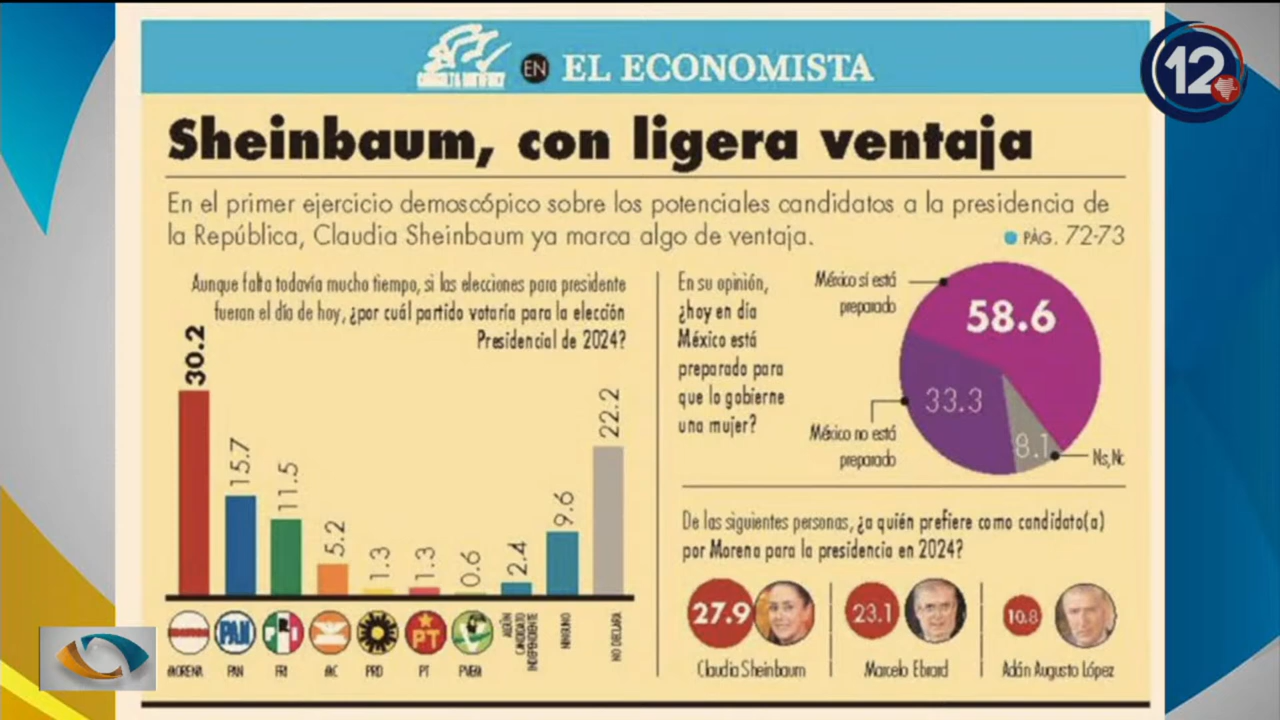 EN EL ECONOMISTA
12
Sheinbaum, con ligera ventaja
En el primer ejercicio demoscópico sobre los potenciales candidatos a la presidencia de
la República, Claudia Sheinbaum ya marca algo de ventaja.
PÁG. 72-73
Aunque falta todavía mucho tiempo, si las elecciones para presidente
fueran el día de hoy, ¿por cuál partido votaría para la elección
Presidencial de 2024?
30.2
15.7
11.5
5.2
1.3
1.3
0.6
2.4
9.6
22.2
PAN
PRI
PT
MORENA
PAN
PRI
MC
PRD
PT
PVEM
ALGÚN
CANDIDATO
INDEPENDIENTE
NINGUNO
NO DECLARA
En su opinión,
¿hoy en día
México está
preparado para
que lo gobierne
una mujer?
México sí está
preparado
58.6
33.3
México no está
preparado
8.1
Ns,Nc
De las siguientes personas, ¿a quién prefiere como candidato(a)
por Morena para la presidencia en 2024?
27.9
Claudia Sheinbaum
23.1
Marcelo Ebrard
10.8
Adán Augusto López